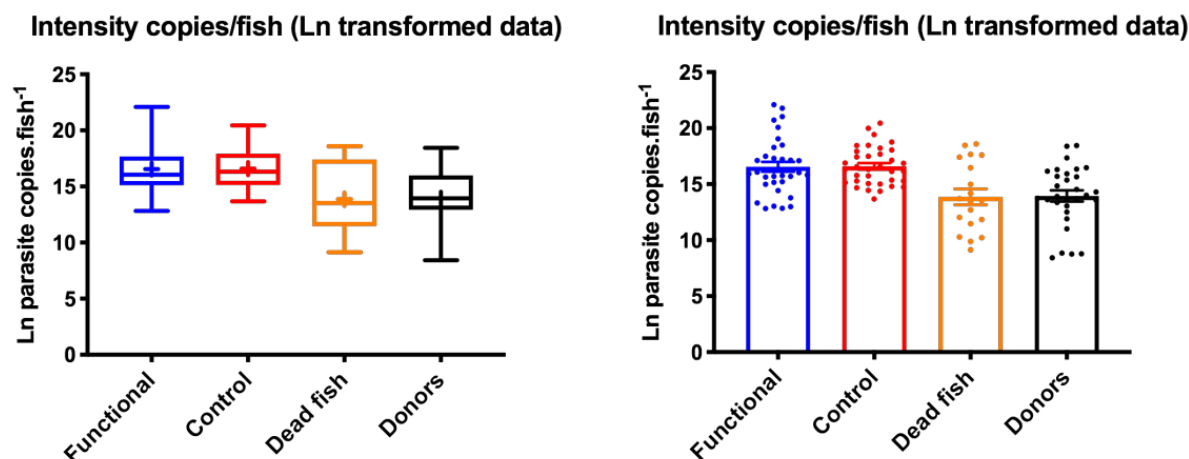 Intensity copies/fish (Ln transformed data)
Ln parasite copies.fish⁻¹
25
20
15
10
5
0
Functional
Control
Dead fish
Donors
Intensity copies/fish (Ln transformed data)
Ln parasite copies.fish⁻¹
25
20
15
10
5
0
Functional
Control
Dead fish
Donors